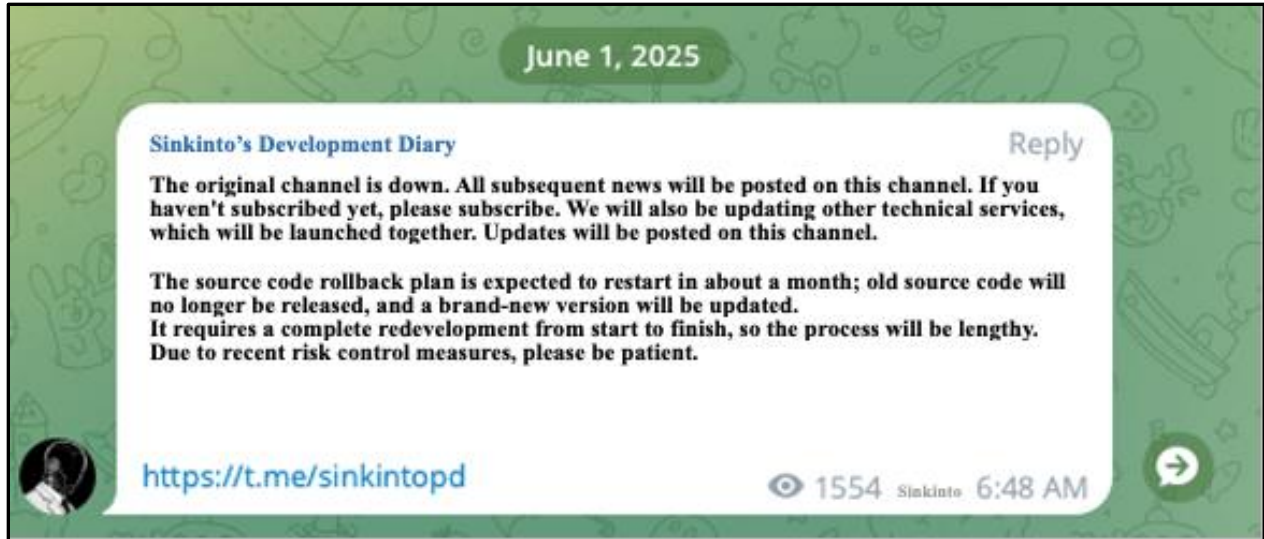 June 1, 2025
Sinkinto’s Development Diary
Reply
The original channel is down. All subsequent news will be posted on this channel. If you
haven't subscribed yet, please subscribe. We will also be updating other technical services,
which will be launched together. Updates will be posted on this channel.
The source code rollback plan is expected to restart in about a month; old source code will
no longer be released, and a brand-new version will be updated.
It requires a complete redevelopment from start to finish, so the process will be lengthy.
Due to recent risk control measures, please be patient.
https://t.me/sinkintopd
1554 Sinkinto 6:48 AM